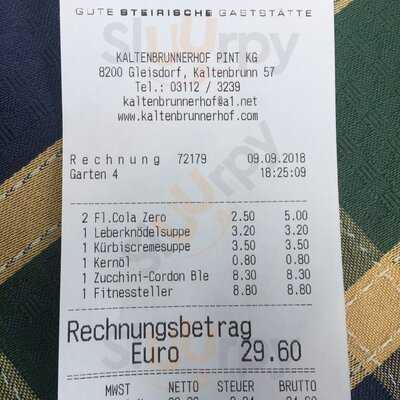 GUTE STEIRISCHE GASTSTÄTTE
KALTENBRUNNERHOF PINT KG
8200 Gleisdorf, Kaltenbrunn 57
Tel.: 03112 / 3239
kaltenbrunnerhof@a1.net
www.kaltenbrunnerhof.com
Rechnung 72179 09.09.2018
Garten 4 18:25:09
2 Fl.Cola Zero 2.50 5.00
1 Leberknödelsuppe 3.20 3.20
1 Kürbiscremesuppe 3.50 3.50
1 Kernöl 0.80 0.80
1 Zucchini-Cordon Ble 8.30 8.30
1 Fitnessteller 8.80 8.80
Rechnungsbetrag
Euro 29.60
MWST NETTO STEUER BRUTTO